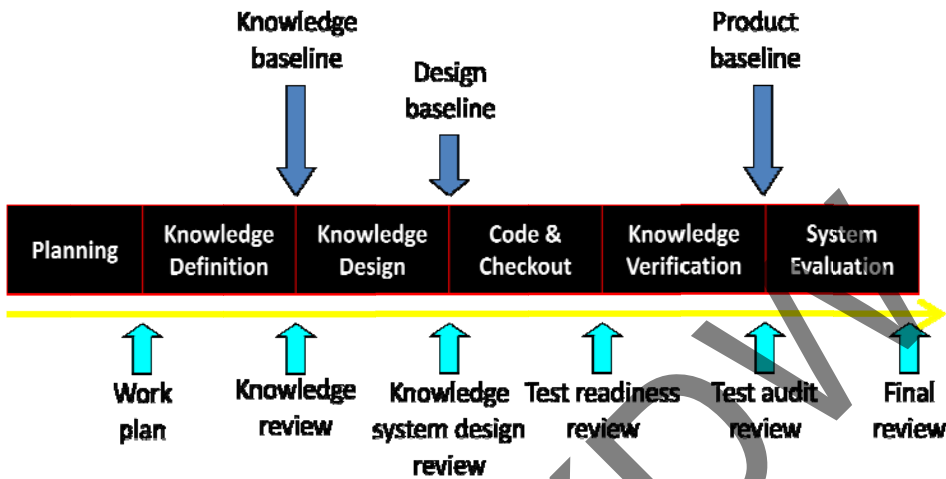 Knowledge
baseline
Design
baseline
Product
baseline
Planning
Knowledge
Definition
Knowledge
Design
Code &
Checkout
Knowledge
Verification
System
Evaluation
Work
plan
Knowledge
review
Knowledge
system design
review
Test readiness
review
Test audit
review
Final
review